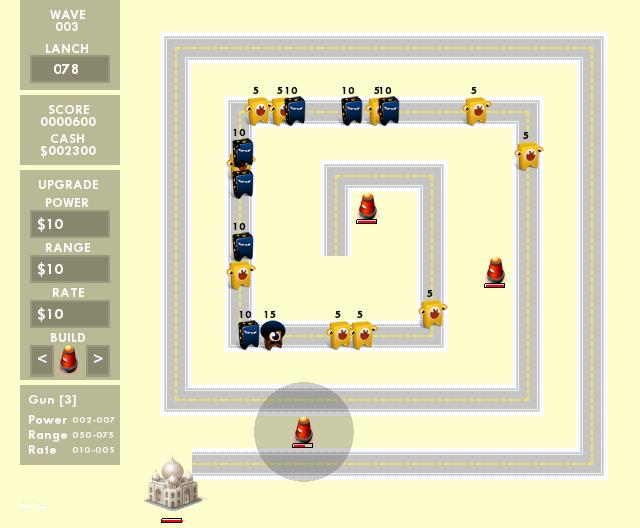 WAVE
003
LANCH
078
SCORE
0000600
CASH
$002300
UPGRADE
POWER
$10
RANGE
$10
RATE
$10
BUILD
< >
Gun [3]
Power 002-007
Range 050-075
Rate 010-005
5 5 10 10 5 10 5
10 5
10
10 15 5 5 5